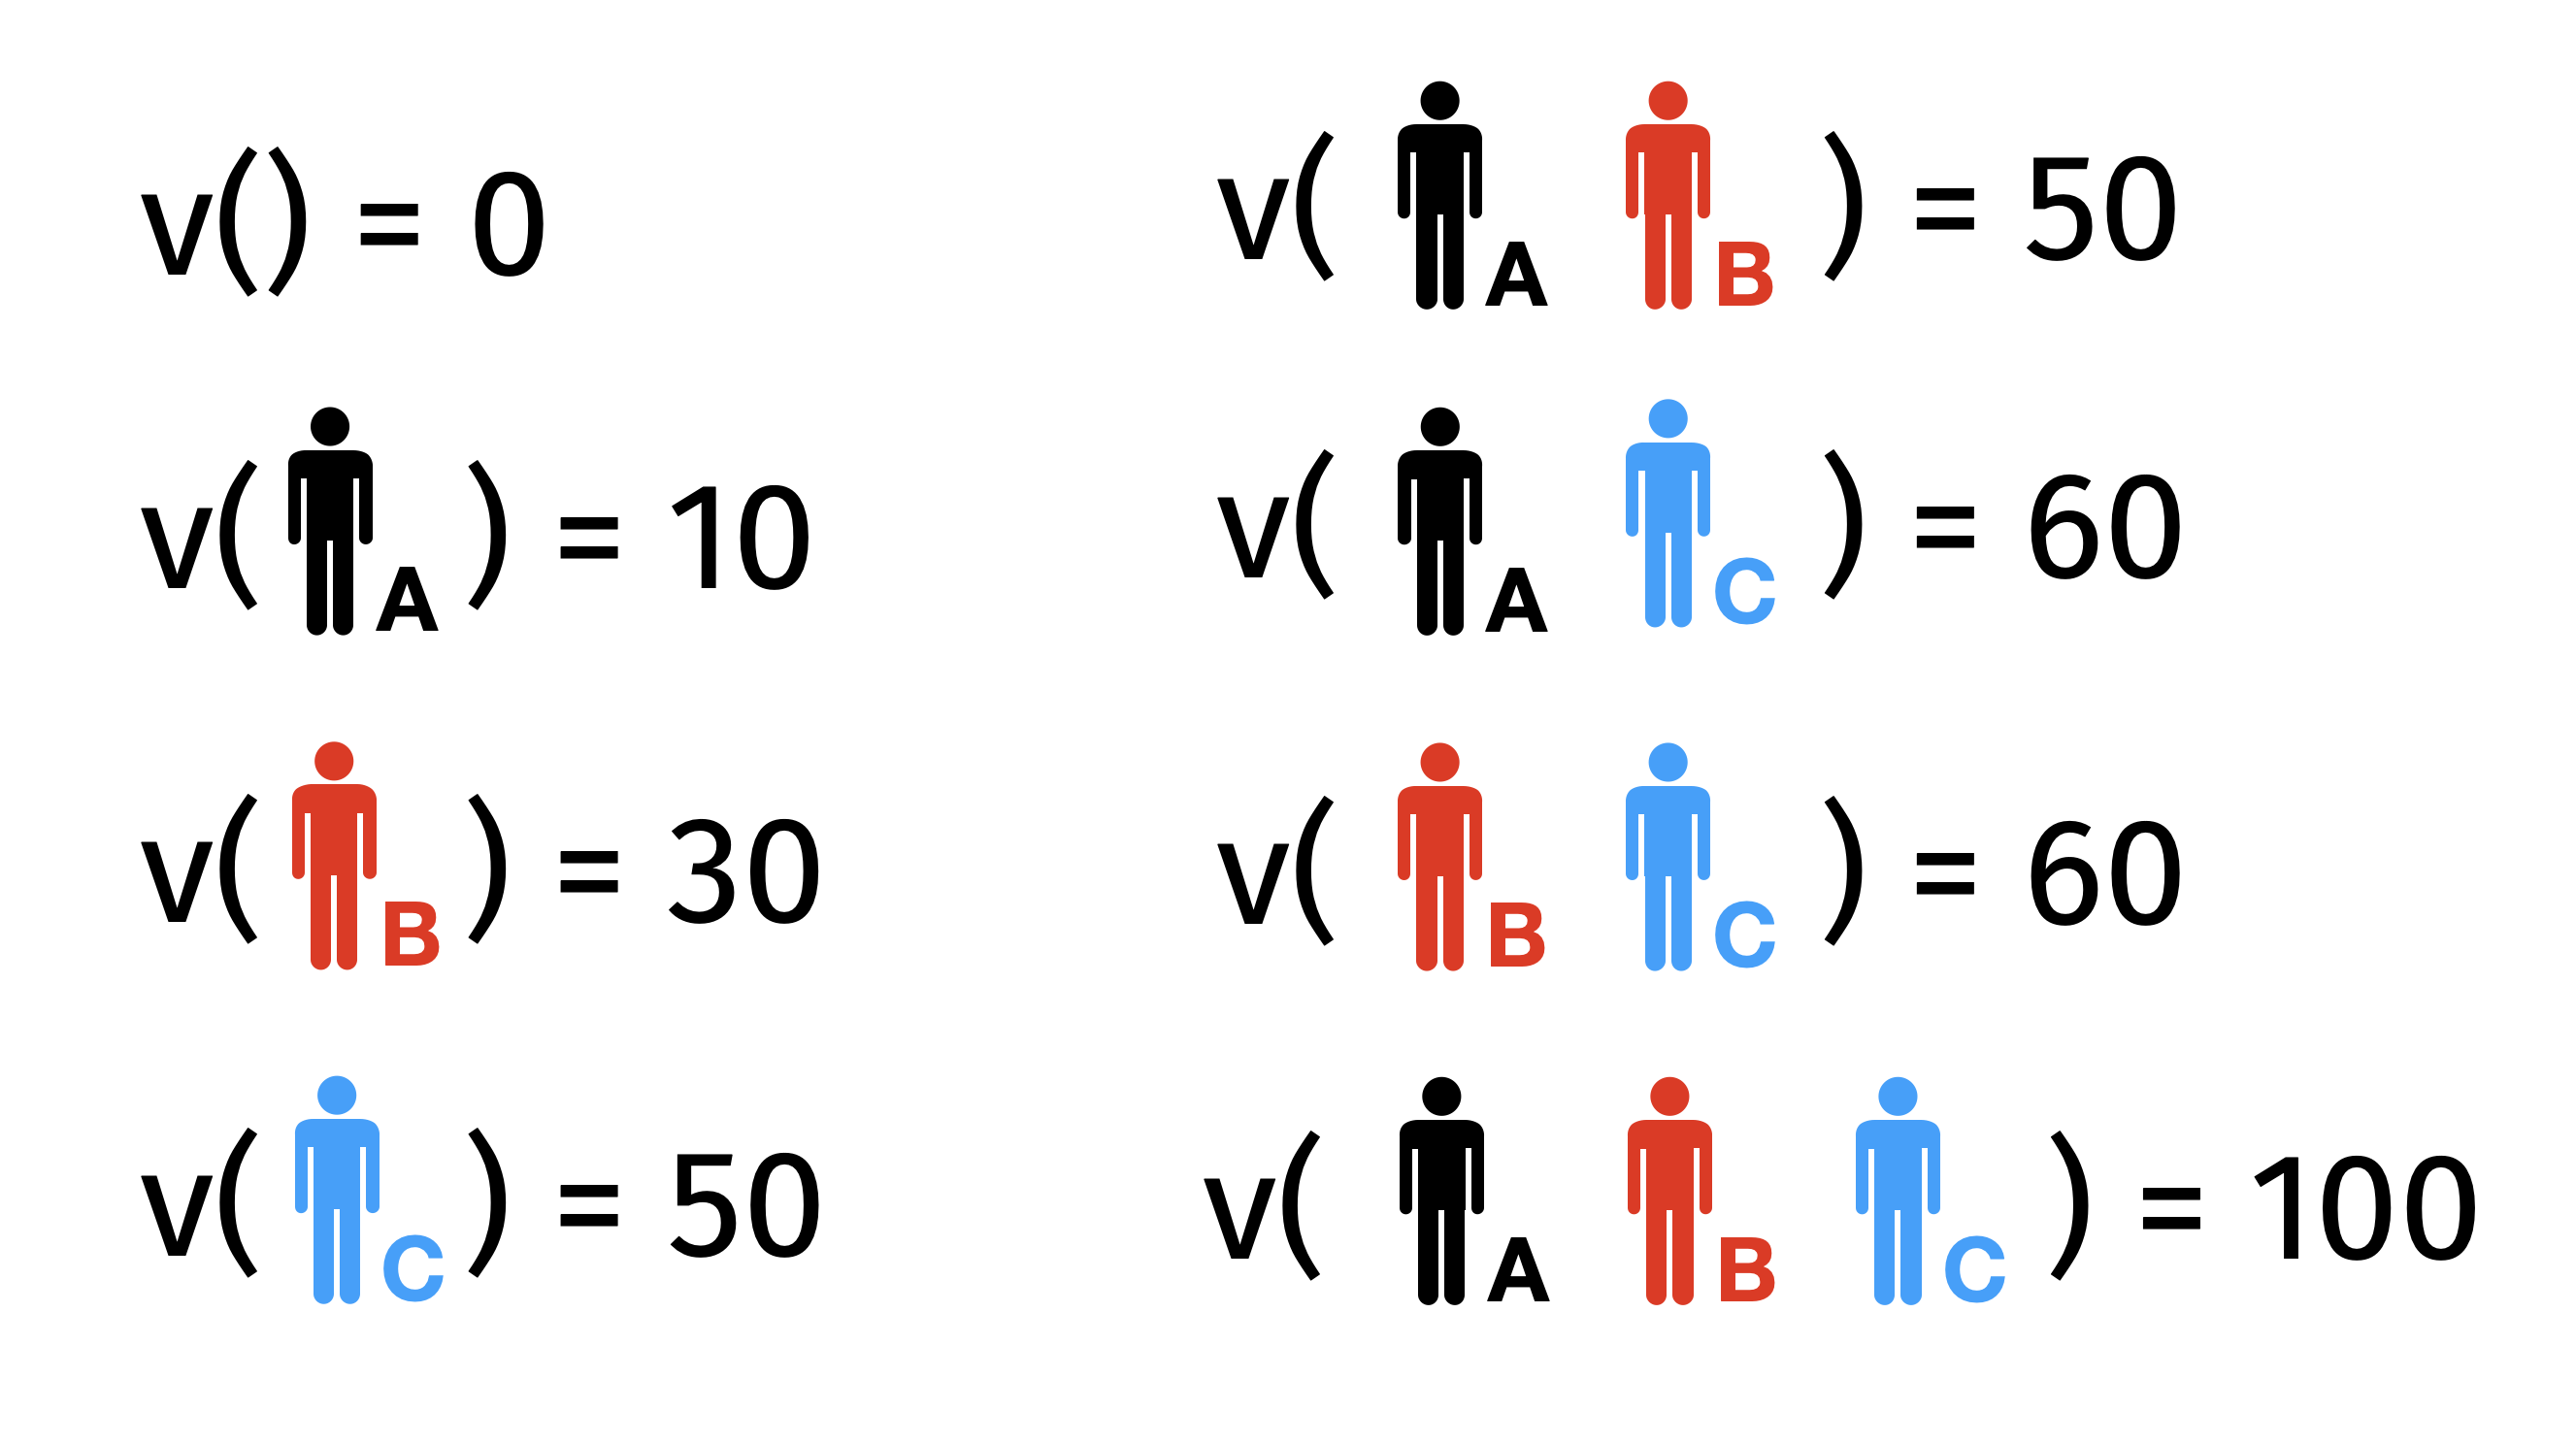 v() = 0
v( A ) = 10
v( B ) = 30
v( C ) = 50
v( A B ) = 50
v( A C ) = 60
v( B C ) = 60
v( A B C ) = 100